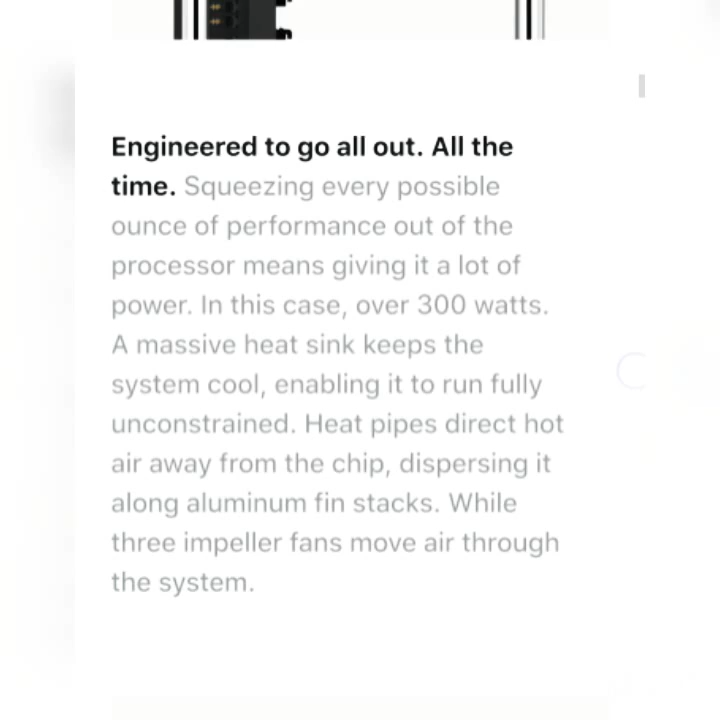 Engineered to go all out. All the
time. Squeezing every possible
ounce of performance out of the
processor means giving it a lot of
power. In this case, over 300 watts.
A massive heat sink keeps the
system cool, enabling it to run fully
unconstrained. Heat pipes direct hot
air away from the chip, dispersing it
along aluminum fin stacks. While
three impeller fans move air through
the system.